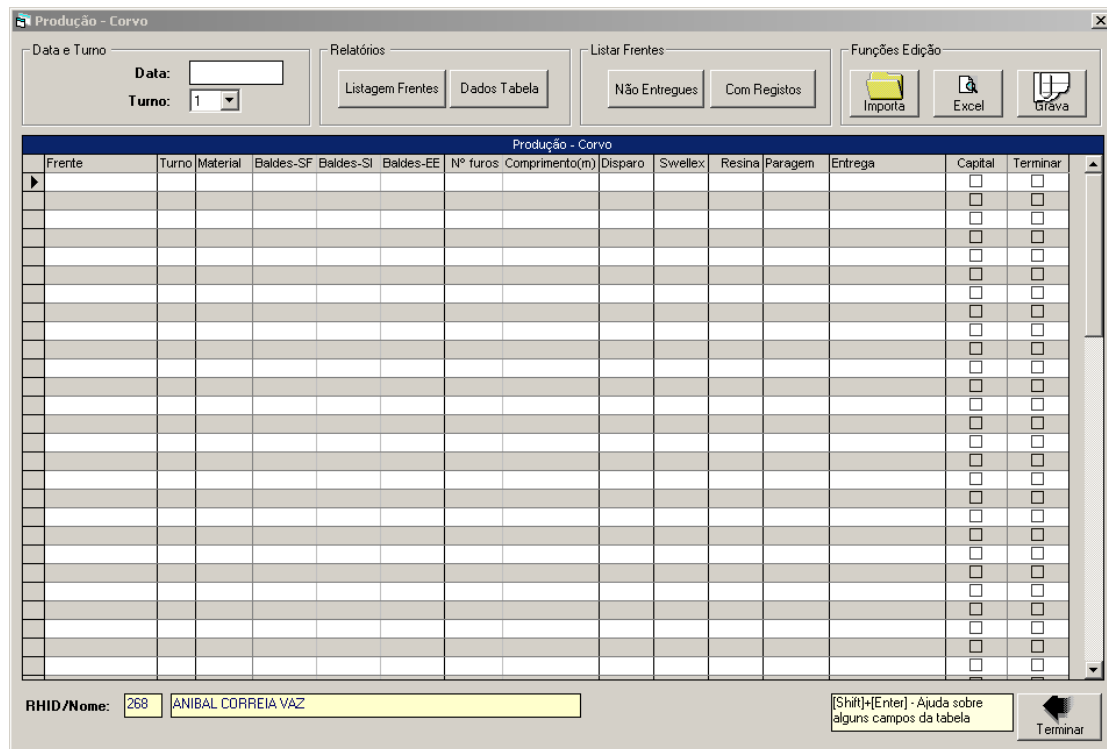 Produção - Corvo
Data e Turno
Data:
Turno: 1
Relatórios
Listagem Frentes Dados Tabela
Listar Frentes
Não Entregues Com Registos
Funções Edição
Importa Excel Grava
Produção - Corvo
Frente Turno Material Baldes-SF Baldes-SI Baldes-EE Nº furos Comprimento(m) Disparo Swellex Resina Paragem Entrega Capital Terminar
RHID/Nome: 268 ANIBAL CORREIA VAZ
[Shift]+[Enter] - Ajuda sobre
alguns campos da tabela
Terminar